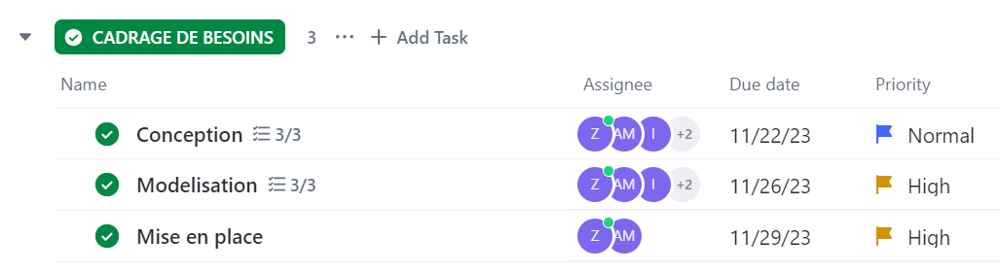 CADRAGE DE BESOINS 3 ... + Add Task
Name Assignee Due date Priority
Conception 3/3 Z AM I +2 11/22/23 Normal
Modelisation 3/3 Z AM I +2 11/26/23 High
Mise en place Z AM 11/29/23 High